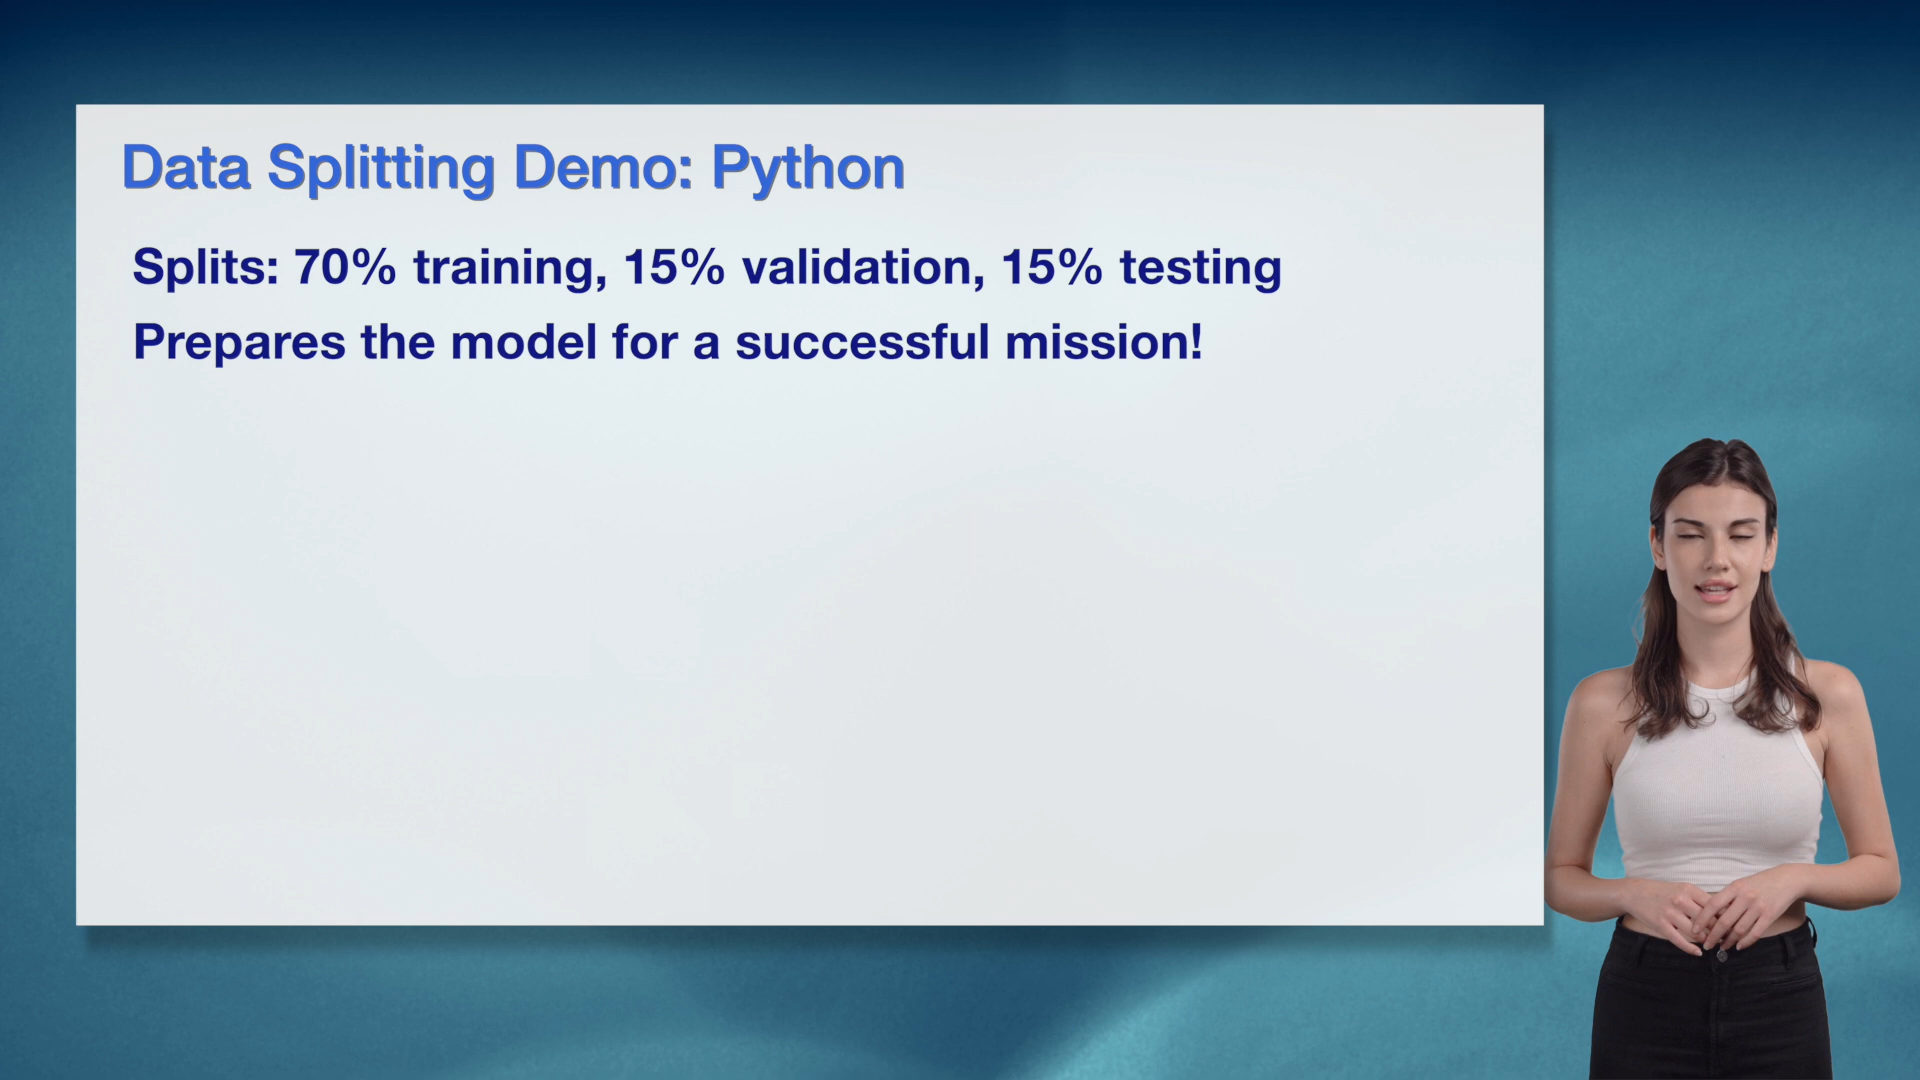 Data Splitting Demo: Python
Splits: 70% training, 15% validation, 15% testing
Prepares the model for a successful mission!